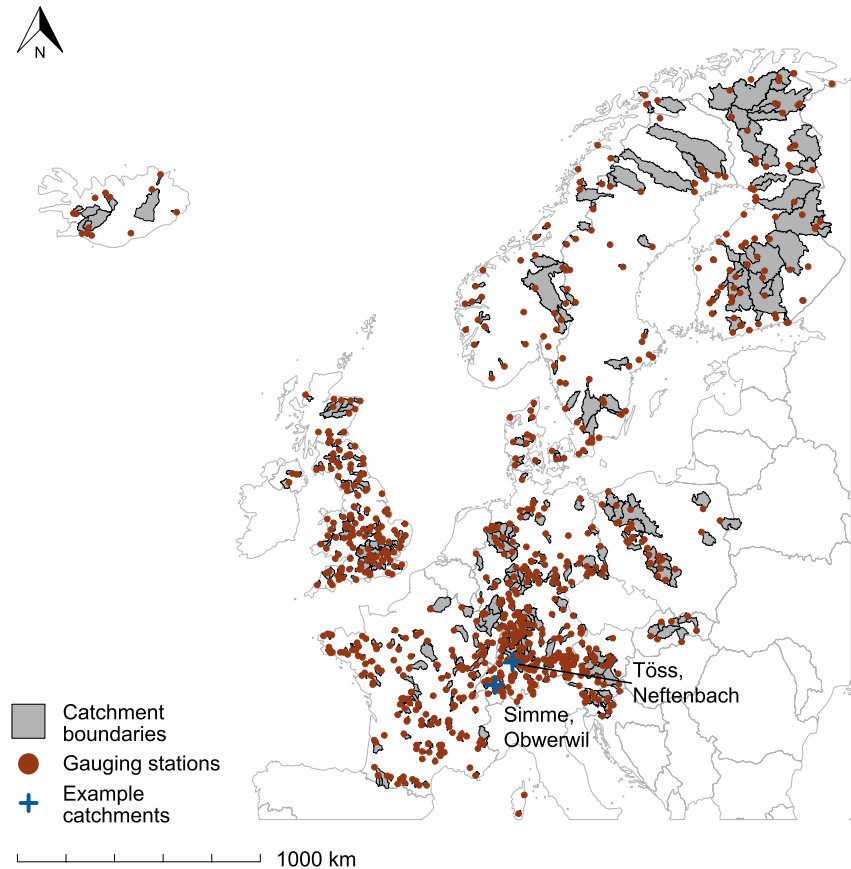 N
Töss,
Neftenbach
Simme,
Obwerwil
Catchment
boundaries
Gauging stations
Example
catchments
1000 km